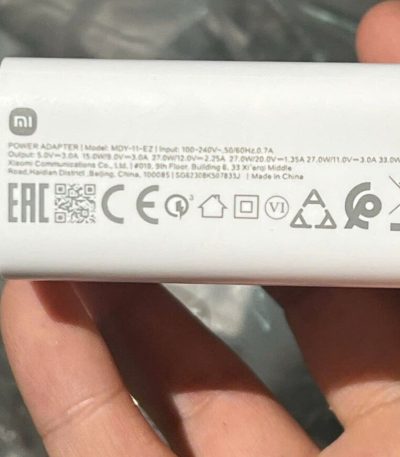 mi
POWER ADAPTER | Model: MDY-11-EZ | Input: 100-240V~,50/60Hz,0.7A
Output: 5.0V⎓3.0A 15.0W/9.0V⎓3.0A 27.0W/12.0V⎓2.25A 27.0W/20.0V⎓1.35A 27.0W/11.0V⎓3.0A 33.0W
Xiaomi Communications Co., Ltd. | #019, 9th Floor, Building 6, 33 Xi'erqi Middle
Road,Haidian District ,Beijing, China, 100085 | SG62308K507833J | Made in China
EAC CE 3 VI